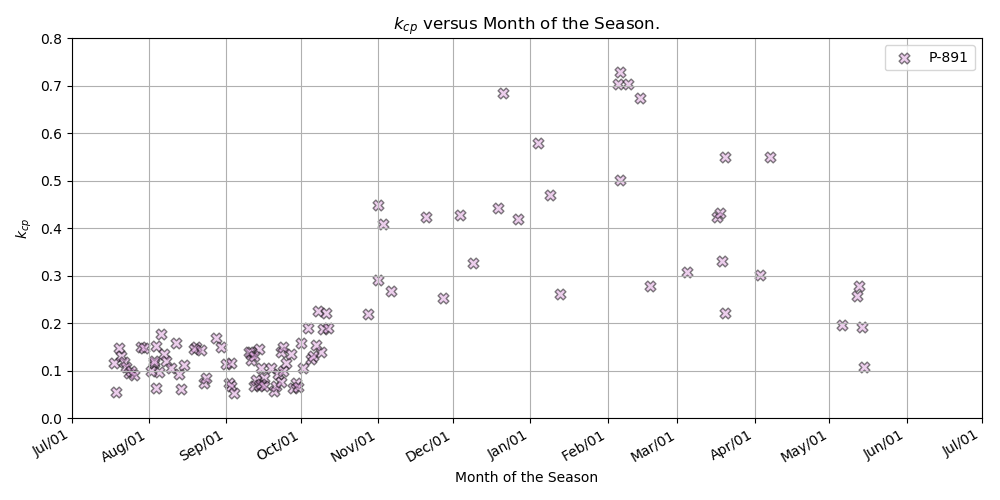 k_cp versus Month of the Season.
P-891
k_cp
0.8
0.7
0.6
0.5
0.4
0.3
0.2
0.1
0.0
Jul/01 Aug/01 Sep/01 Oct/01 Nov/01 Dec/01 Jan/01 Feb/01 Mar/01 Apr/01 May/01 Jun/01 Jul/01
Month of the Season